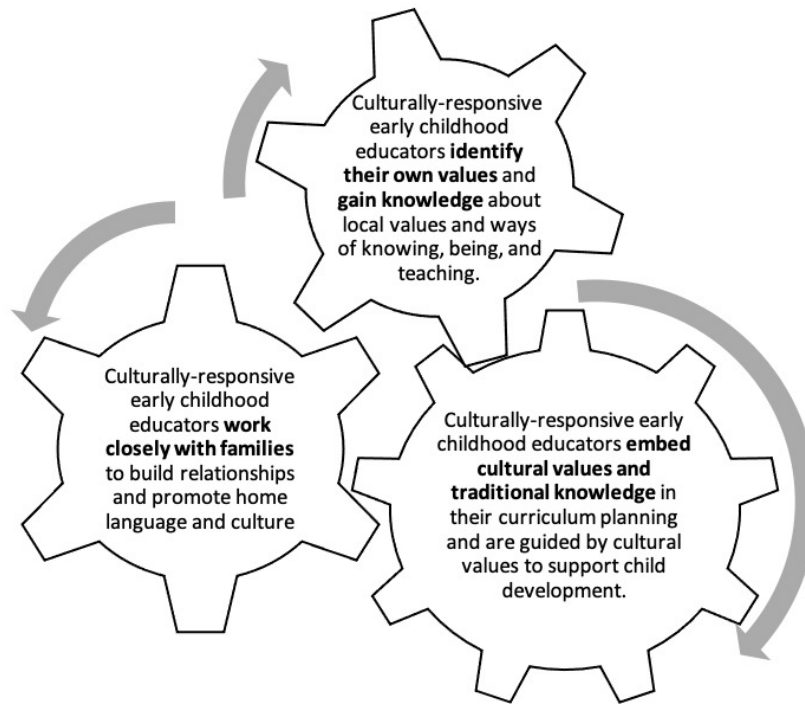 Culturally-responsive
early childhood
educators identify
their own values and
gain knowledge about
local values and ways
of knowing, being, and
teaching.
Culturally-responsive
early childhood
educators work
closely with families
to build relationships
and promote home
language and culture
Culturally-responsive early
childhood educators embed
cultural values and
traditional knowledge in
their curriculum planning
and are guided by cultural
values to support child
development.